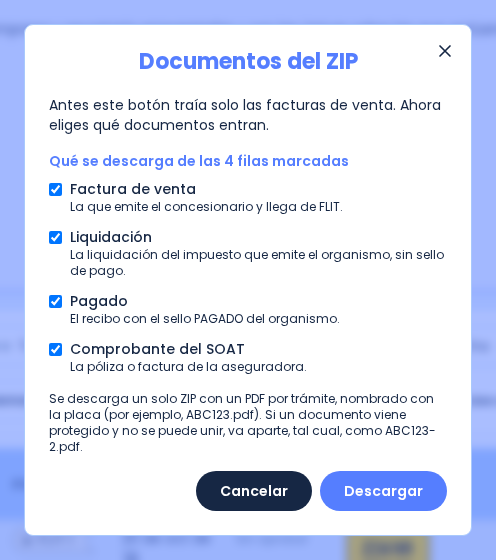 Documentos del ZIP
Antes este botón traía solo las facturas de venta. Ahora
eliges qué documentos entran.
Qué se descarga de las 4 filas marcadas
Factura de venta
La que emite el concesionario y llega de FLIT.
Liquidación
La liquidación del impuesto que emite el organismo, sin sello
de pago.
Pagado
El recibo con el sello PAGADO del organismo.
Comprobante del SOAT
La póliza o factura de la aseguradora.
Se descarga un solo ZIP con un PDF por trámite, nombrado con
la placa (por ejemplo, ABC123.pdf). Si un documento viene
protegido y no se puede unir, va aparte, tal cual, como ABC123-
2.pdf.
Cancelar
Descargar